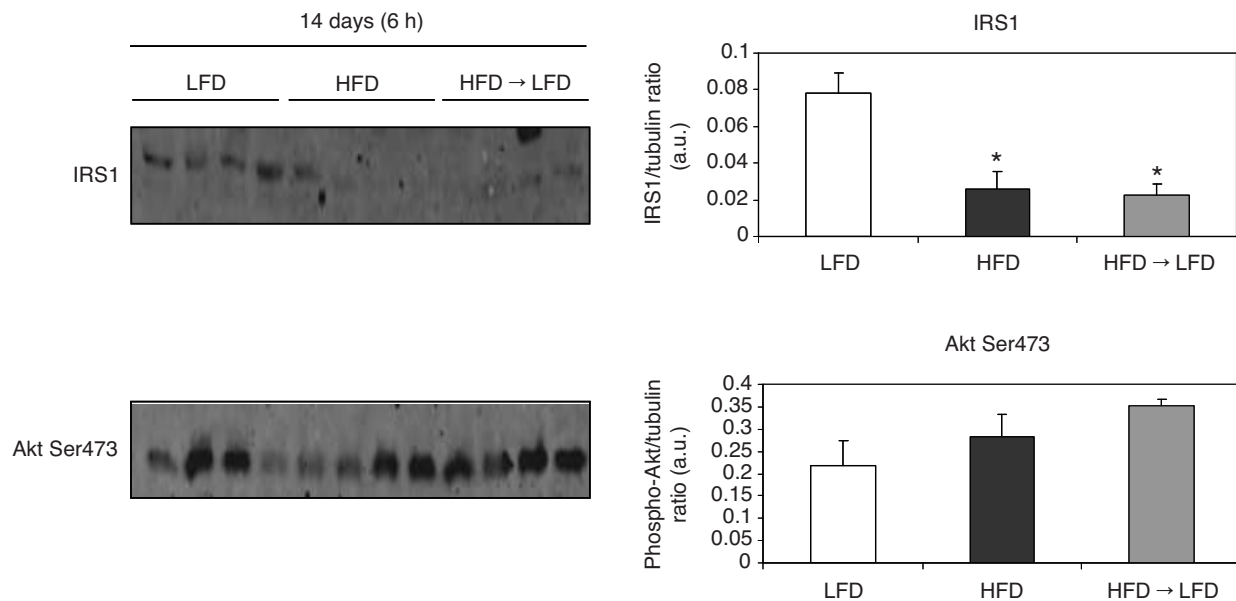 14 days (6 h)
LFD HFD HFD → LFD
IRS1
Akt Ser473
IRS1
IRS1/tubulin ratio
(a.u.)
0.1
0.08
0.06
0.04
0.02
0
* *
LFD HFD HFD → LFD
Akt Ser473
Phospho-Akt/tubulin
ratio (a.u.)
0.4
0.35
0.3
0.25
0.2
0.15
0.1
0.05
0
LFD HFD HFD → LFD